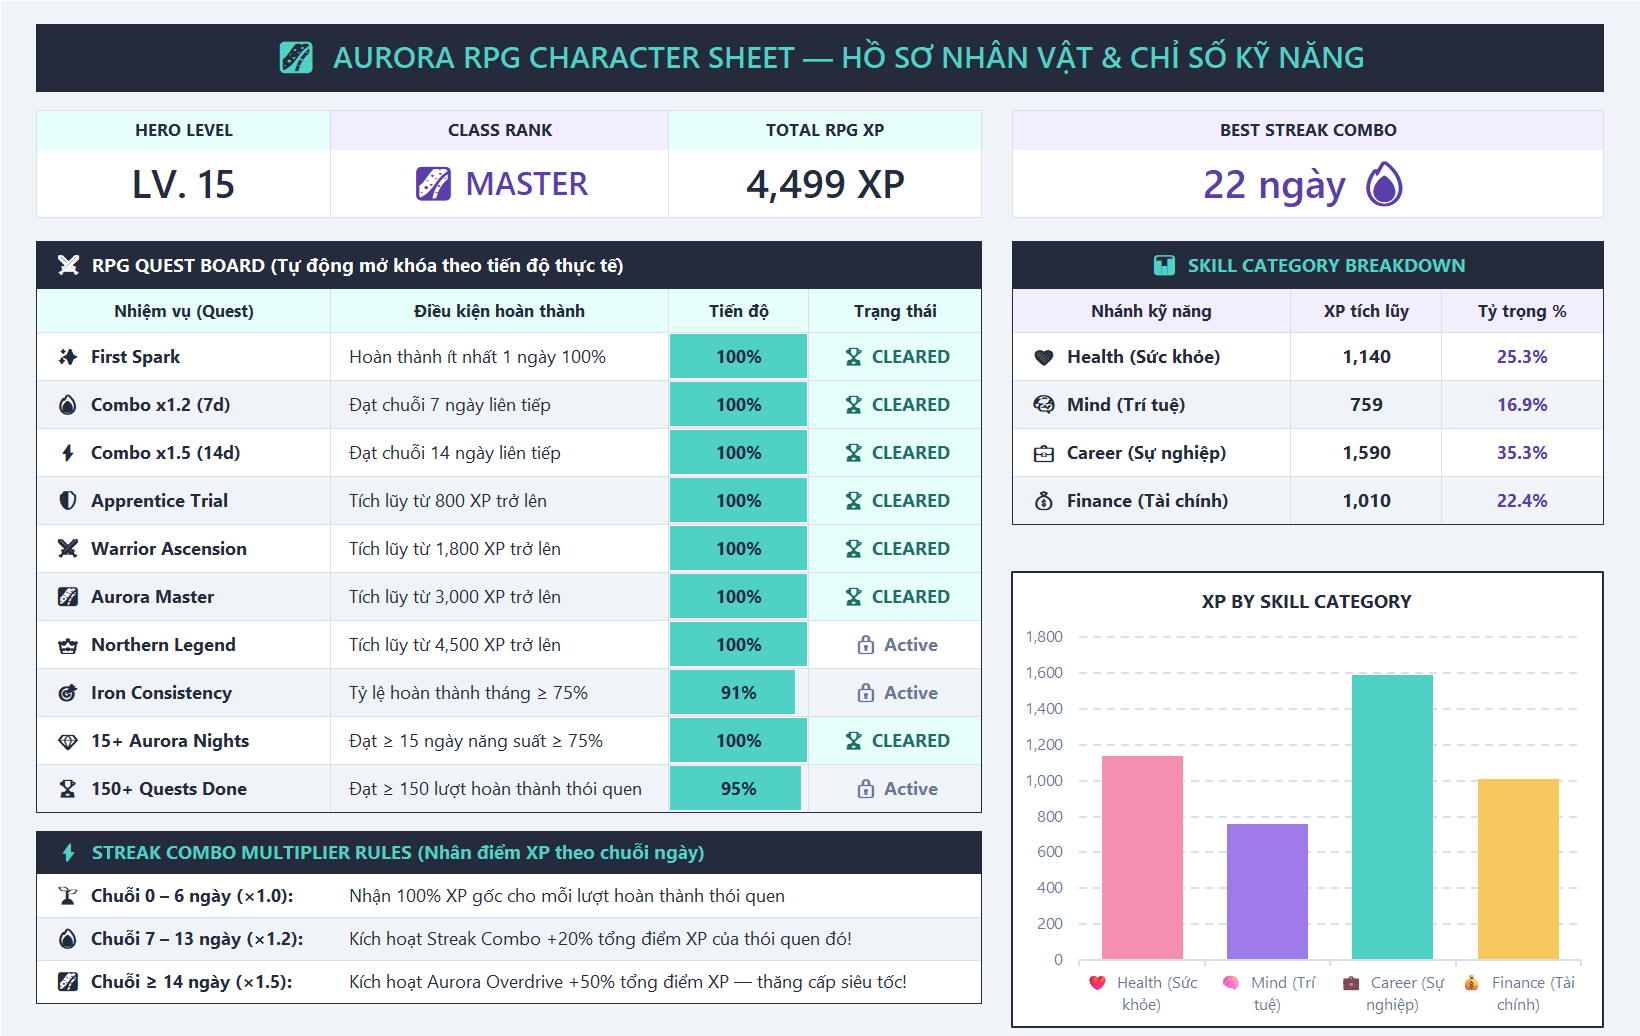 AURORA RPG CHARACTER SHEET — HỒ SƠ NHÂN VẬT & CHỈ SỐ KỸ NĂNG
HERO LEVEL
CLASS RANK
TOTAL RPG XP
BEST STREAK COMBO
LV. 15
MASTER
4,499 XP
22 ngày
RPG QUEST BOARD (Tự động mở khóa theo tiến độ thực tế)
Nhiệm vụ (Quest) Điều kiện hoàn thành Tiến độ Trạng thái
First Spark Hoàn thành ít nhất 1 ngày 100% 100% CLEARED
Combo x1.2 (7d) Đạt chuỗi 7 ngày liên tiếp 100% CLEARED
Combo x1.5 (14d) Đạt chuỗi 14 ngày liên tiếp 100% CLEARED
Apprentice Trial Tích lũy từ 800 XP trở lên 100% CLEARED
Warrior Ascension Tích lũy từ 1,800 XP trở lên 100% CLEARED
Aurora Master Tích lũy từ 3,000 XP trở lên 100% CLEARED
Northern Legend Tích lũy từ 4,500 XP trở lên 100% Active
Iron Consistency Tỷ lệ hoàn thành tháng ≥ 75% 91% Active
15+ Aurora Nights Đạt ≥ 15 ngày năng suất ≥ 75% 100% CLEARED
150+ Quests Done Đạt ≥ 150 lượt hoàn thành thói quen 95% Active
STREAK COMBO MULTIPLIER RULES (Nhân điểm XP theo chuỗi ngày)
Chuỗi 0 – 6 ngày (×1.0): Nhận 100% XP gốc cho mỗi lượt hoàn thành thói quen
Chuỗi 7 – 13 ngày (×1.2): Kích hoạt Streak Combo +20% tổng điểm XP của thói quen đó!
Chuỗi ≥ 14 ngày (×1.5): Kích hoạt Aurora Overdrive +50% tổng điểm XP — thăng cấp siêu tốc!
SKILL CATEGORY BREAKDOWN
Nhánh kỹ năng XP tích lũy Tỷ trọng %
Health (Sức khỏe) 1,140 25.3%
Mind (Trí tuệ) 759 16.9%
Career (Sự nghiệp) 1,590 35.3%
Finance (Tài chính) 1,010 22.4%
XP BY SKILL CATEGORY
1,800
1,600
1,400
1,200
1,000
800
600
400
200
0
Health (Sức
khỏe)
Mind (Trí
tuệ)
Career (Sự
nghiệp)
Finance (Tài
chính)